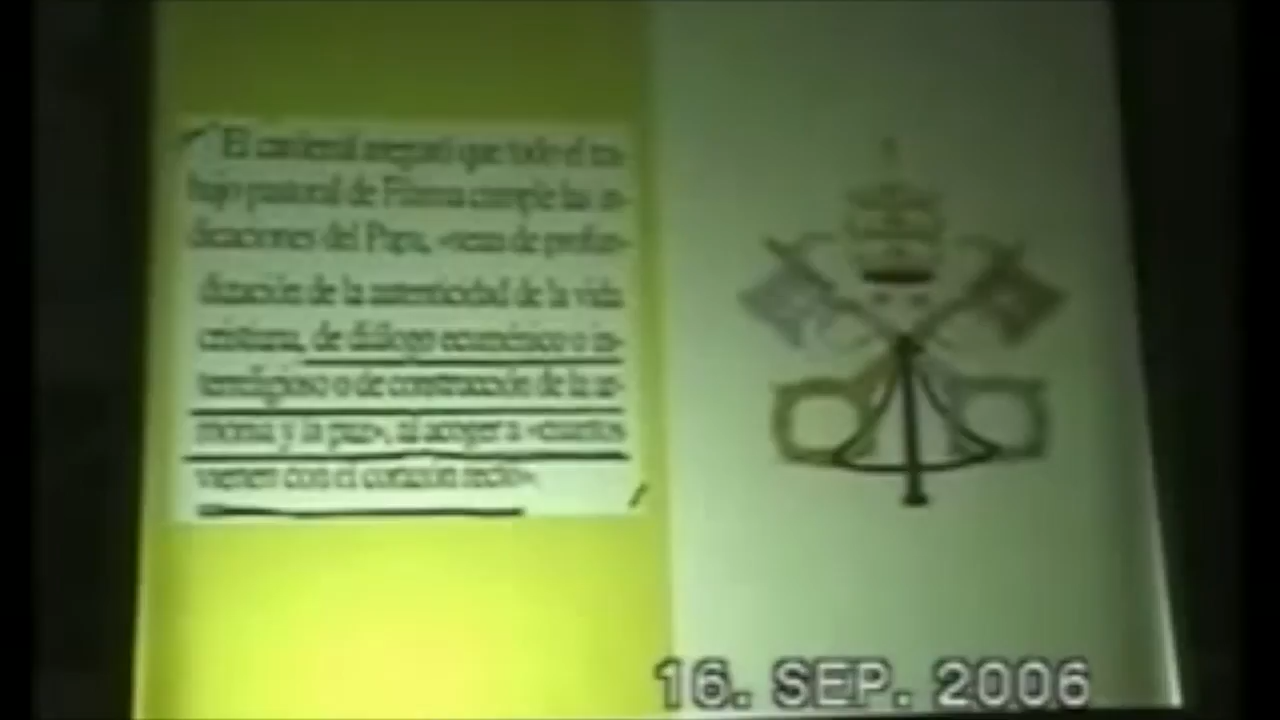 El cardenal aseguró que todo el tra-
bajo pastoral de Fátima cumple las in-
dicaciones del Papa, «sean de profun-
dización de la autenticidad de la vida
cristiana, de diálogo ecuménico o in-
terreligioso o de construcción de la ar-
monía y la paz», al acoger a «cuantos
vienen con el corazón recto».
16. SEP. 2006